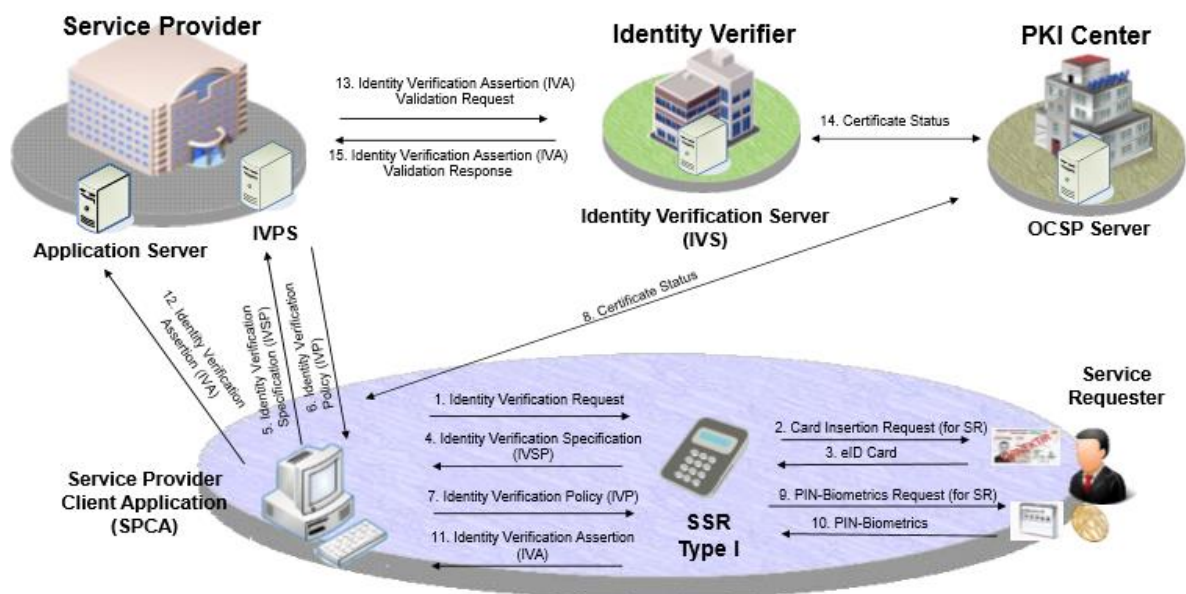 Service Provider
Identity Verifier
PKI Center
13. Identity Verification Assertion (IVA)
Validation Request
14. Certificate Status
15. Identity Verification Assertion (IVA)
Validation Response
Identity Verification Server
(IVS)
OCSP Server
IVPS
Application Server
12. Identity Verification
Assertion (IVA)
5. Identity Verification
Specification (IVSP)
6. Identity Verification
Policy (IVP)
8. Certificate Status
Service
Requester
1. Identity Verification Request
2. Card Insertion Request (for SR)
4. Identity Verification Specification
(IVSP)
3. eID Card
Service Provider
Client Application
(SPCA)
7. Identity Verification Policy (IVP)
9. PIN-Biometrics Request (for SR)
SSR
Type I
10. PIN-Biometrics
11. Identity Verification Assertion
(IVA)